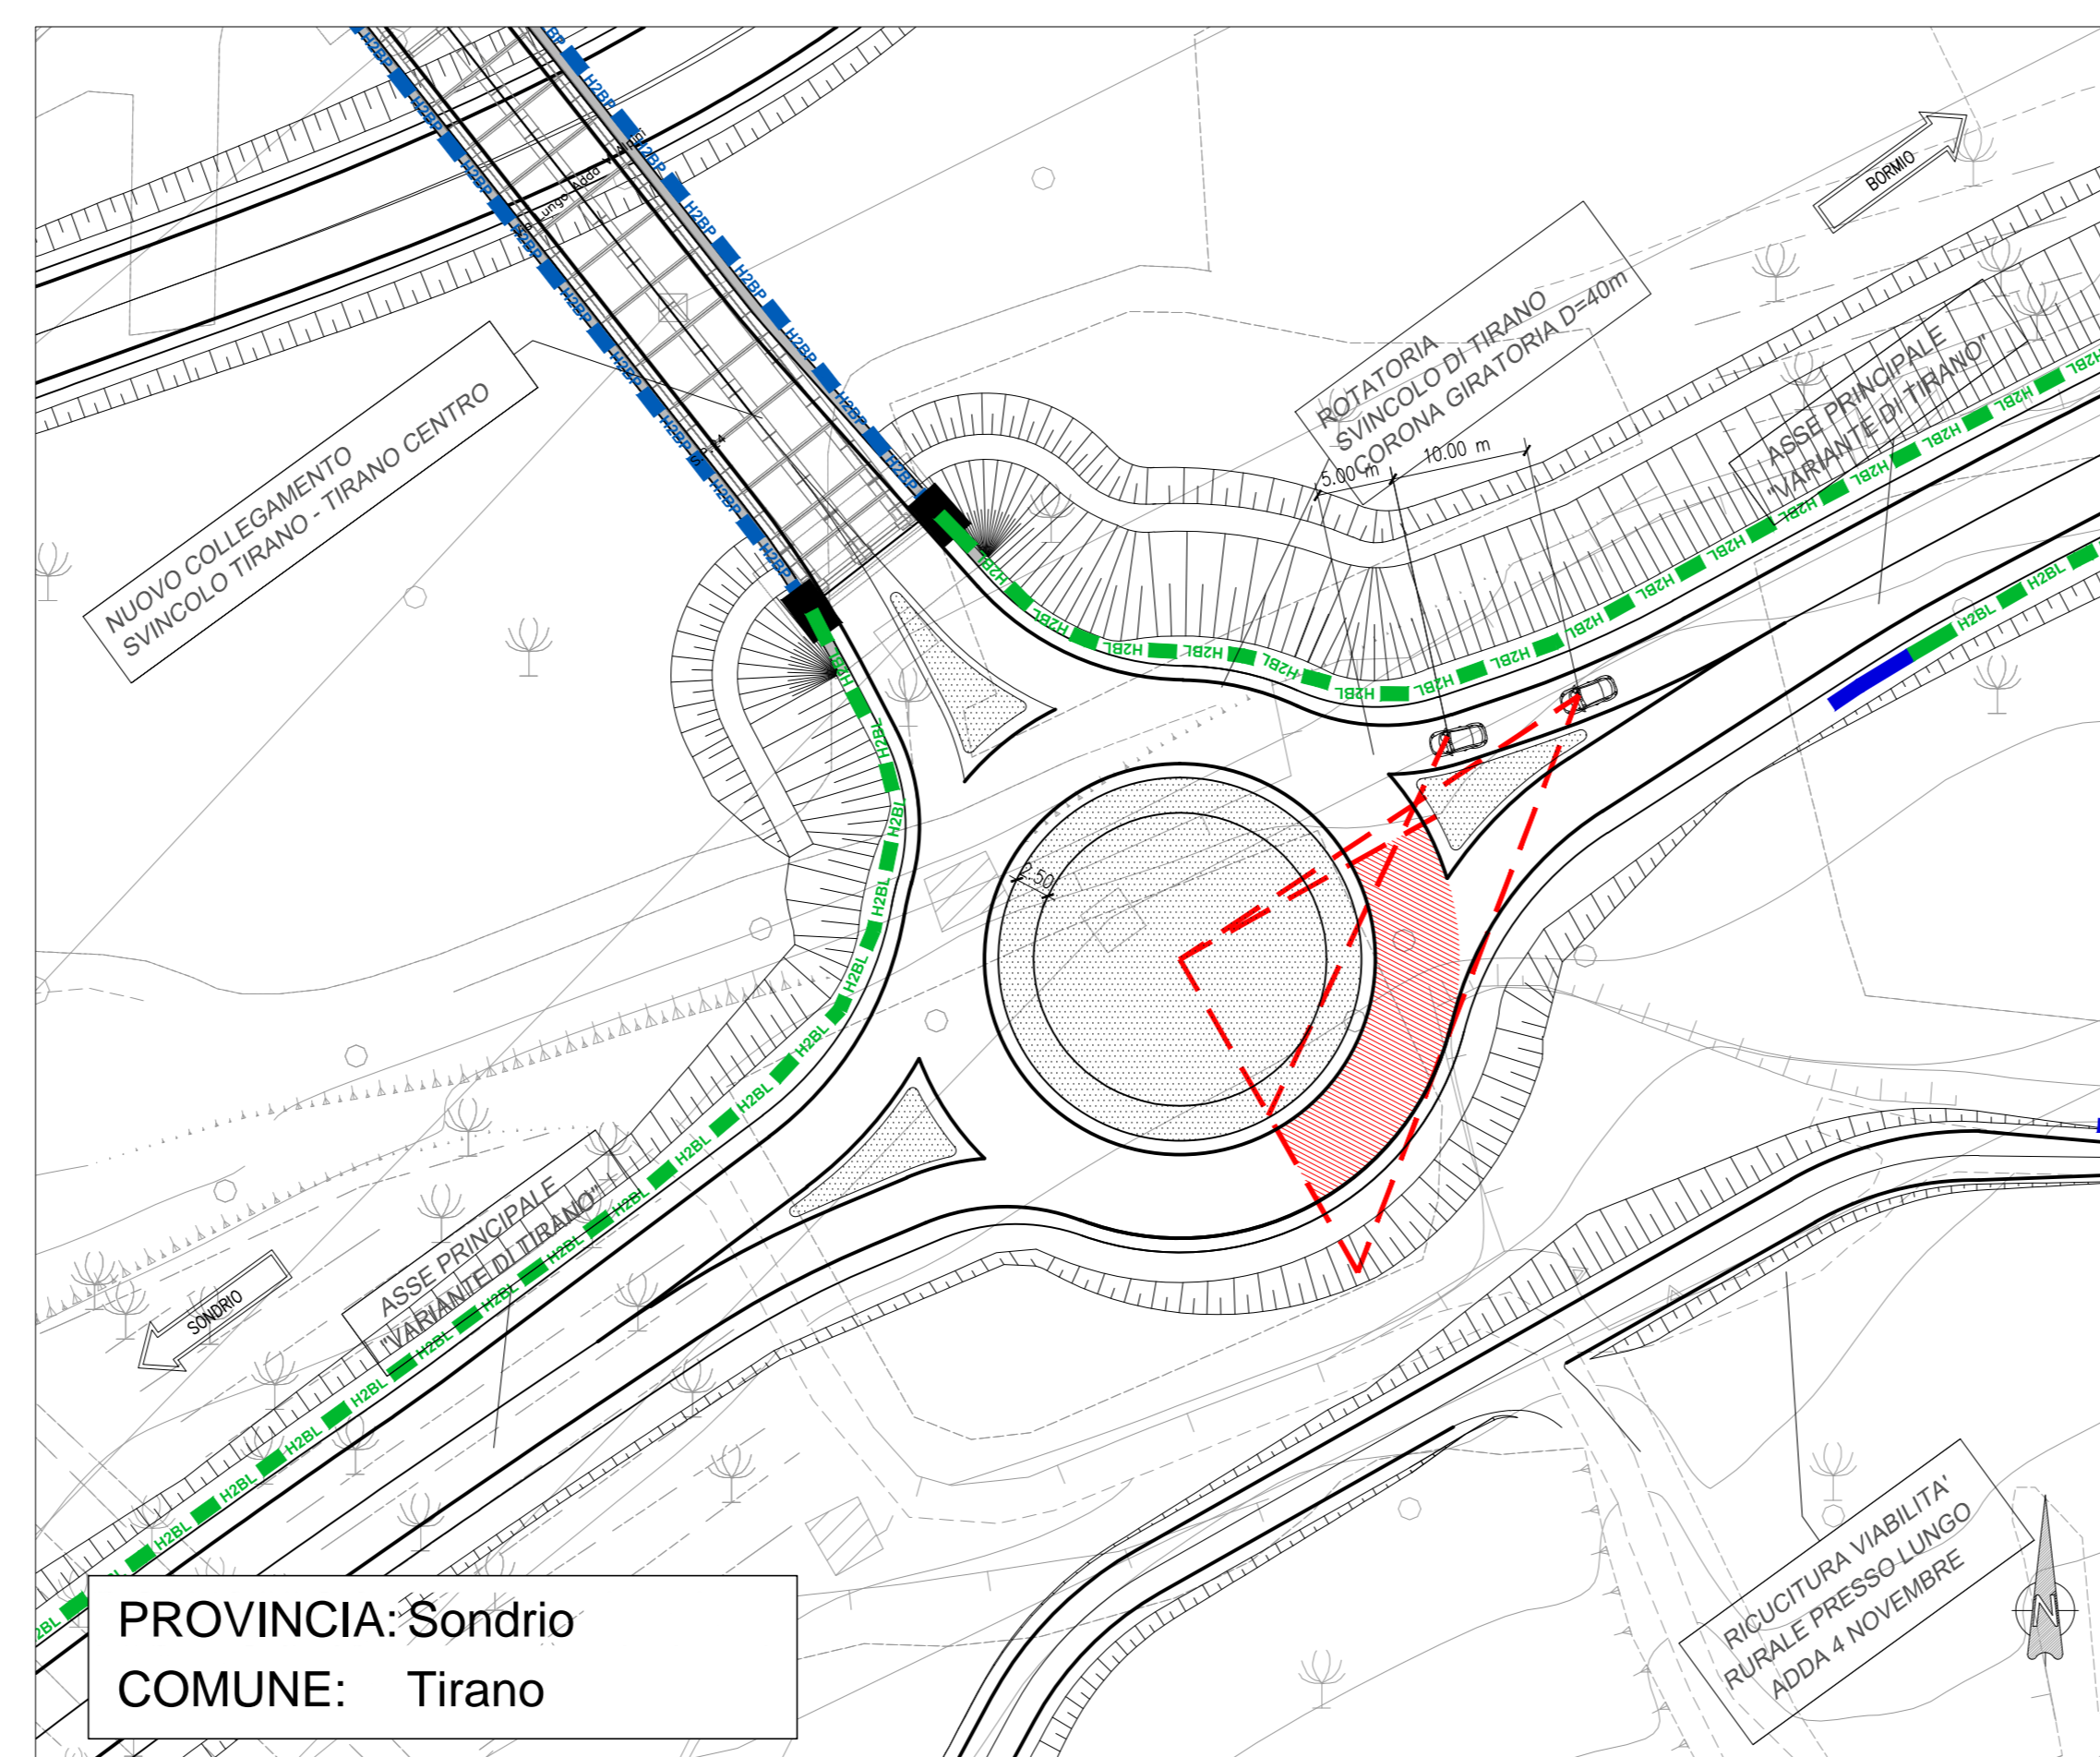 BORMIO
NUOVO COLLEGAMENTO
SVINCOLO TIRANO - TIRANO CENTRO
ROTATORIA
SVINCOLO DI TIRANO
CORONA GIRATORIA D=40m
5.00 m
10.00 m
ASSE PRINCIPALE
"VARIANTE DI TIRANO"
H2BP
H2BL
2.50
ASSE PRINCIPALE
"VARIANTE DI TIRANO"
SONDRIO
RICUCITURA VIABILITA'
RURALE PRESSO LUNGO
ADDA 4 NOVEMBRE
N
PROVINCIA: Sondrio
COMUNE: Tirano